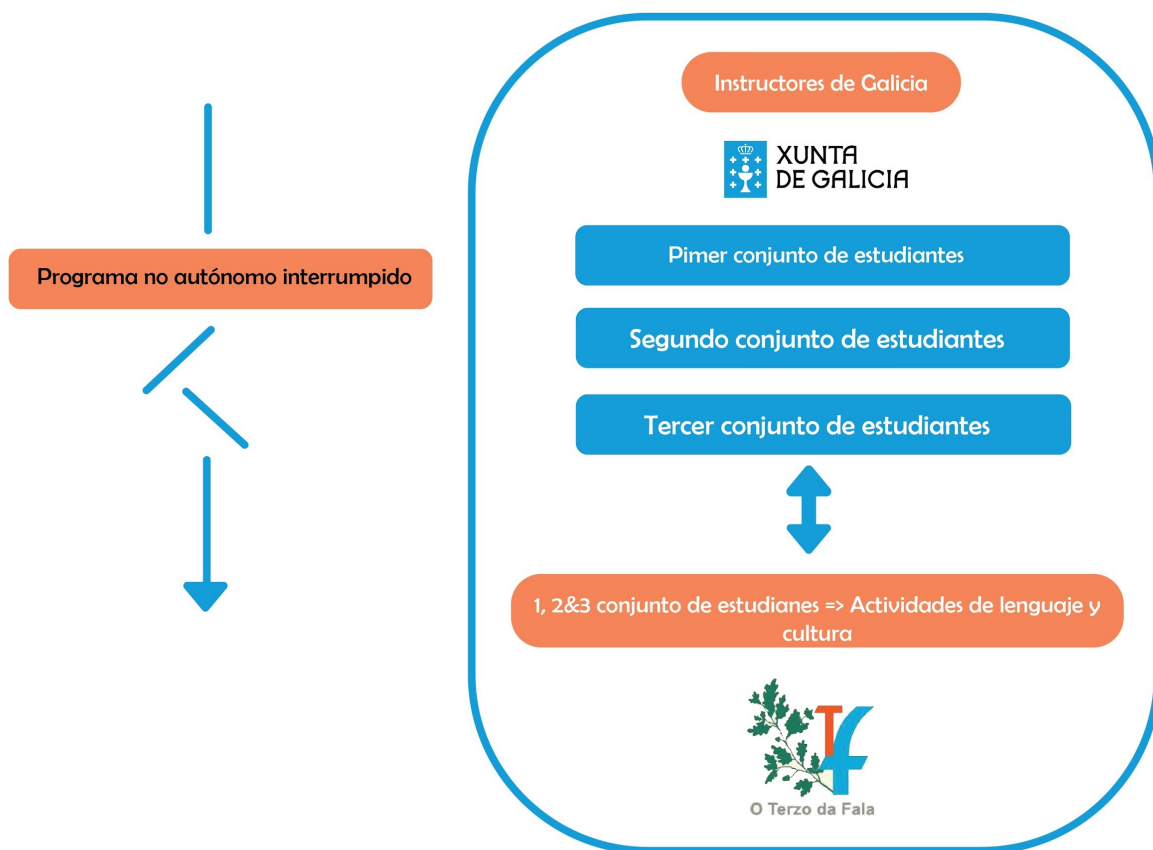 Instructores de Galicia
XUNTA
DE GALICIA
Programa no autónomo interrumpido
Pimer conjunto de estudiantes
Segundo conjunto de estudiantes
Tercer conjunto de estudiantes
1, 2&3 conjunto de estudianes => Actividades de lenguaje y
cultura
Tf
O Terzo da Fala